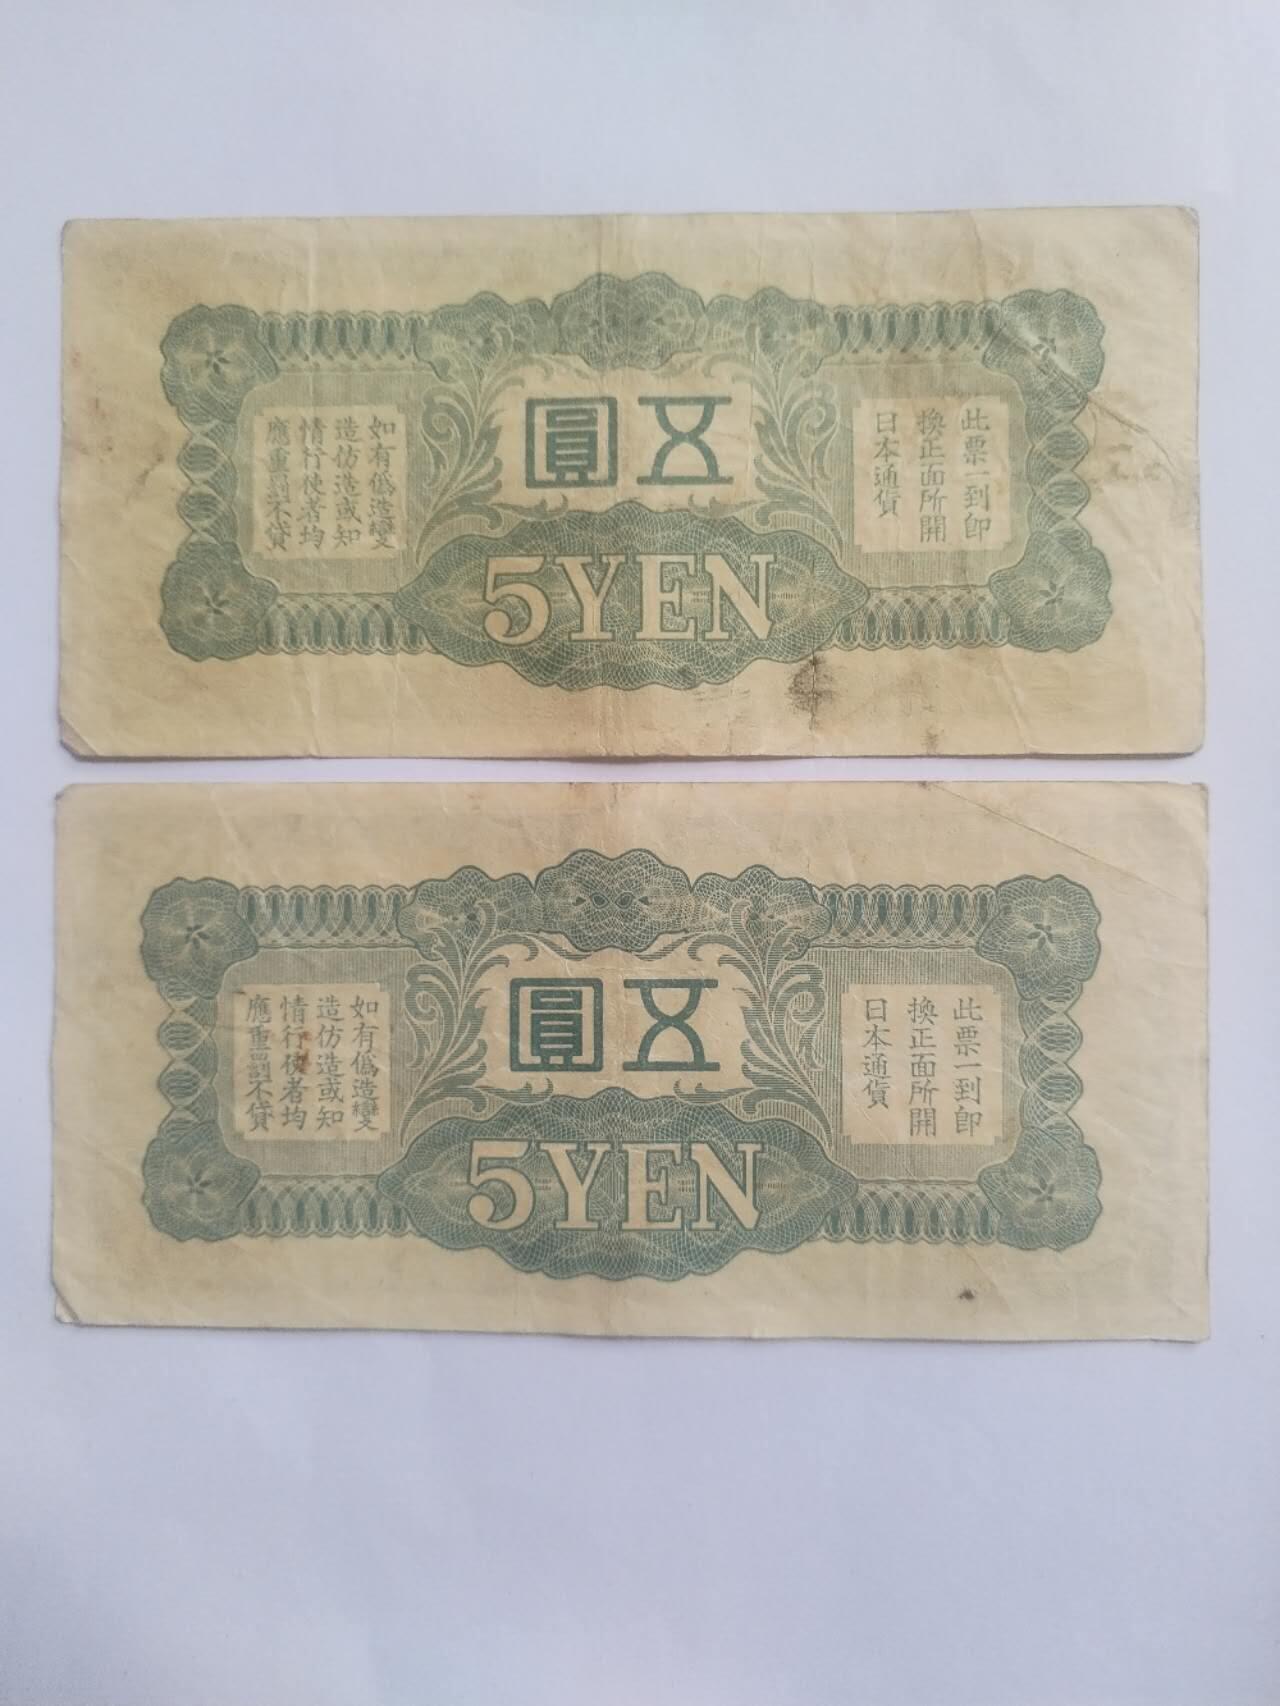 圓五
此票一到即
換正面所開
日本通貨
如有偽造變
造仿造或知
情行使者均
應重罰不貸
5YEN
圓五
此票一到即
換正面所開
日本通貨
如有偽造變
造仿造或知
情行使者均
應重罰不貸
5YEN